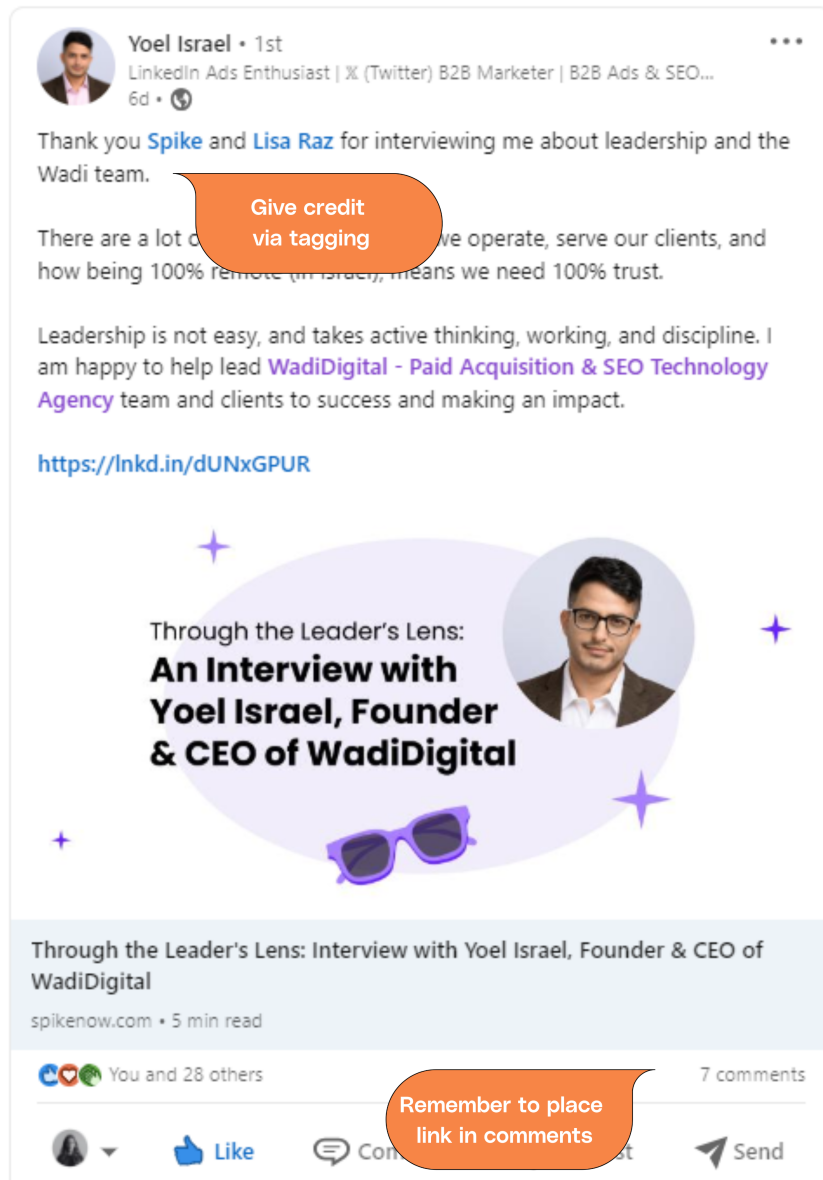 Yoel Israel • 1st
LinkedIn Ads Enthusiast | 𝕏 (Twitter) B2B Marketer | B2B Ads & SEO...
6d •
Thank you Spike and Lisa Raz for interviewing me about leadership and the
Wadi team.
Give credit
via tagging
There are a lot we operate, serve our clients, and
how being 100% remote (in Israel), means we need 100% trust.
Leadership is not easy, and takes active thinking, working, and discipline. I
am happy to help lead WadiDigital - Paid Acquisition & SEO Technology
Agency team and clients to success and making an impact.
https://lnkd.in/dUNxGPUR
Through the Leader's Lens:
An Interview with
Yoel Israel, Founder
& CEO of WadiDigital
Through the Leader's Lens: Interview with Yoel Israel, Founder & CEO of
WadiDigital
spikenow.com • 5 min read
You and 28 others 7 comments
Remember to place
link in comments
Like Send